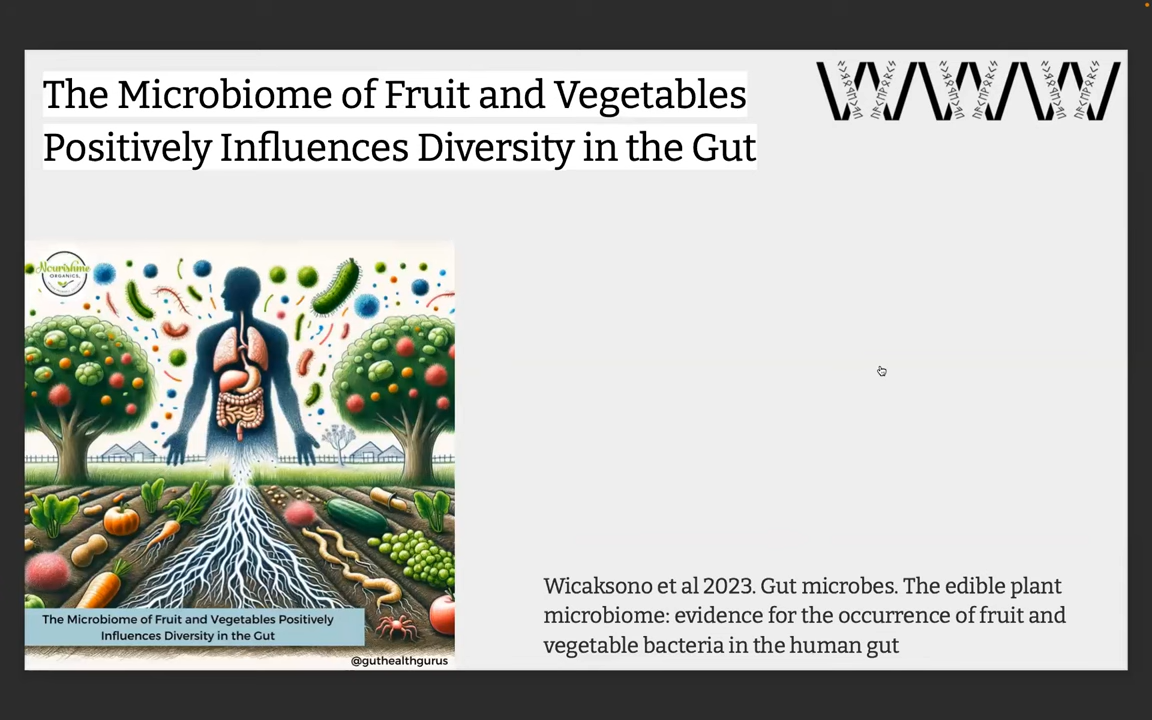 The Microbiome of Fruit and Vegetables
Positively Influences Diversity in the Gut
Nourishme
ORGANICS
The Microbiome of Fruit and Vegetables Positively
Influences Diversity in the Gut
@guthealthgurus
Wicaksono et al 2023. Gut microbes. The edible plant
microbiome: evidence for the occurrence of fruit and
vegetable bacteria in the human gut